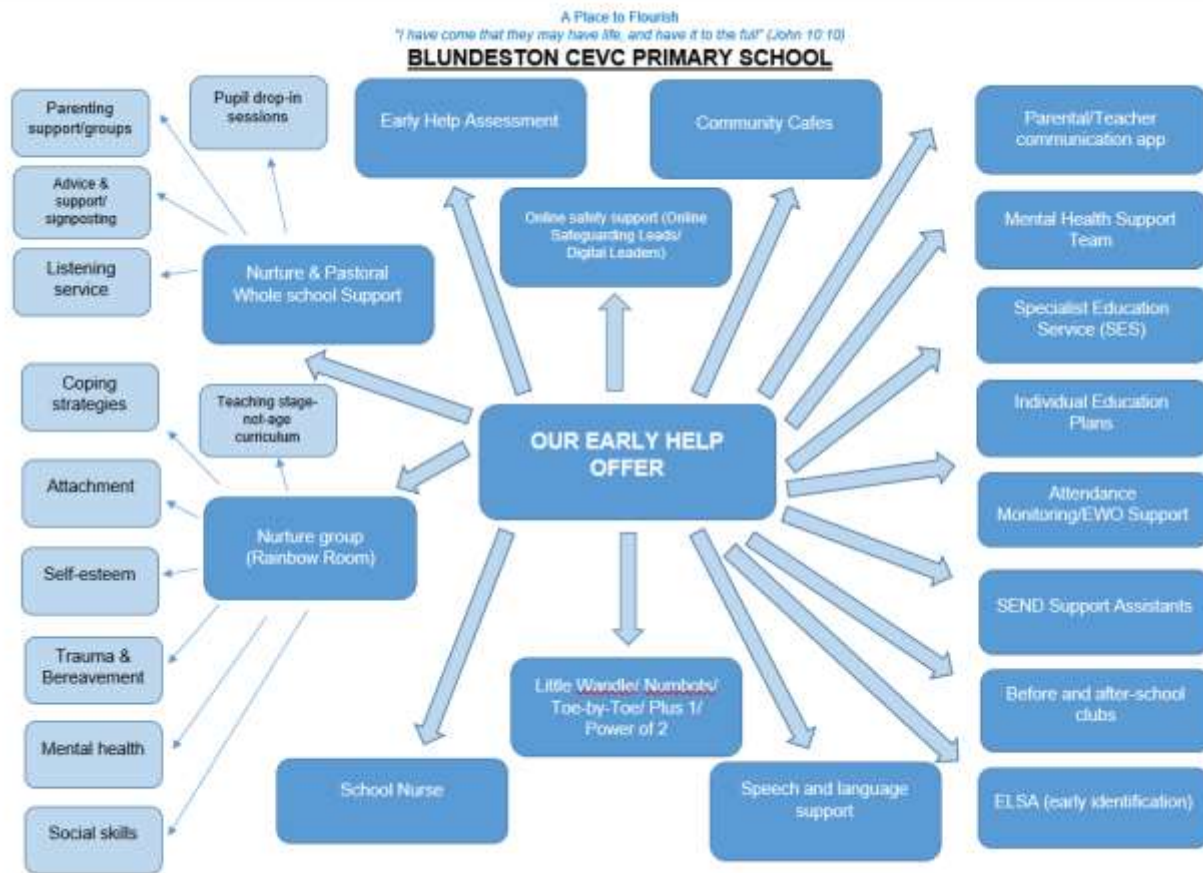 A Place to Flourish
"I have come that they may have life, and have it to the full" (John 10:10)
BLUNDESTON CEVC PRIMARY SCHOOL
Parenting
support/groups
Pupil drop-in
sessions
Early Help Assessment
Community Cafes
Parental/Teacher
communication app
Advice &
support/
signposting
Online safety support (Online
Safeguarding Leads/
Digital Leaders)
Mental Health Support
Team
Listening
service
Nurture & Pastoral
Whole school Support
Specialist Education
Service (SES)
Coping
strategies
Teaching stage-
not-age
curriculum
OUR EARLY HELP
OFFER
Individual Education
Plans
Attachment
Nurture group
(Rainbow Room)
Attendance
Monitoring/EWO Support
Self-esteem
SEND Support Assistants
Trauma &
Bereavement
Little Wandle/ Numbots/
Toe-by-Toe/ Plus 1/
Power of 2
Before and after-school
clubs
Mental health
School Nurse
Speech and language
support
ELSA (early identification)
Social skills